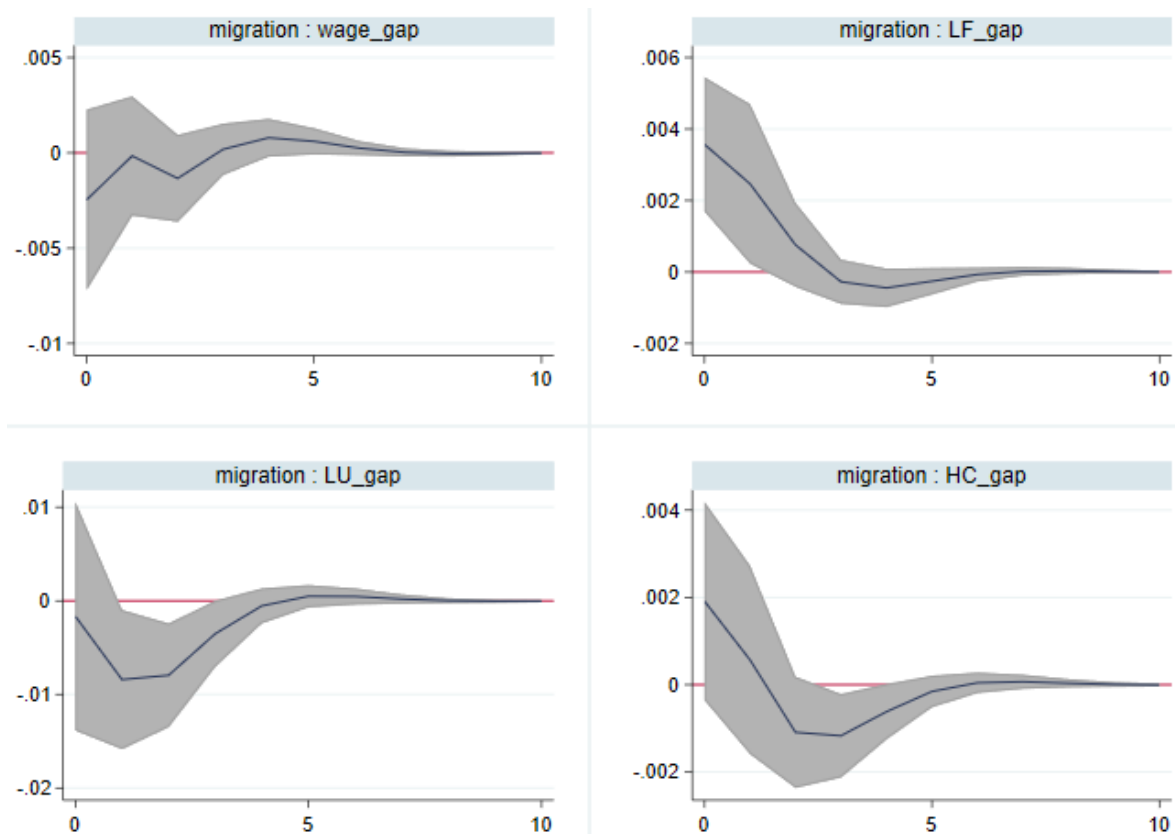 migration : wage_gap
.005
0
-.005
-.01
0 5 10
migration : LF_gap
.006
.004
.002
0
-.002
0 5 10
migration : LU_gap
.01
0
-.01
-.02
0 5 10
migration : HC_gap
.004
.002
0
-.002
0 5 10